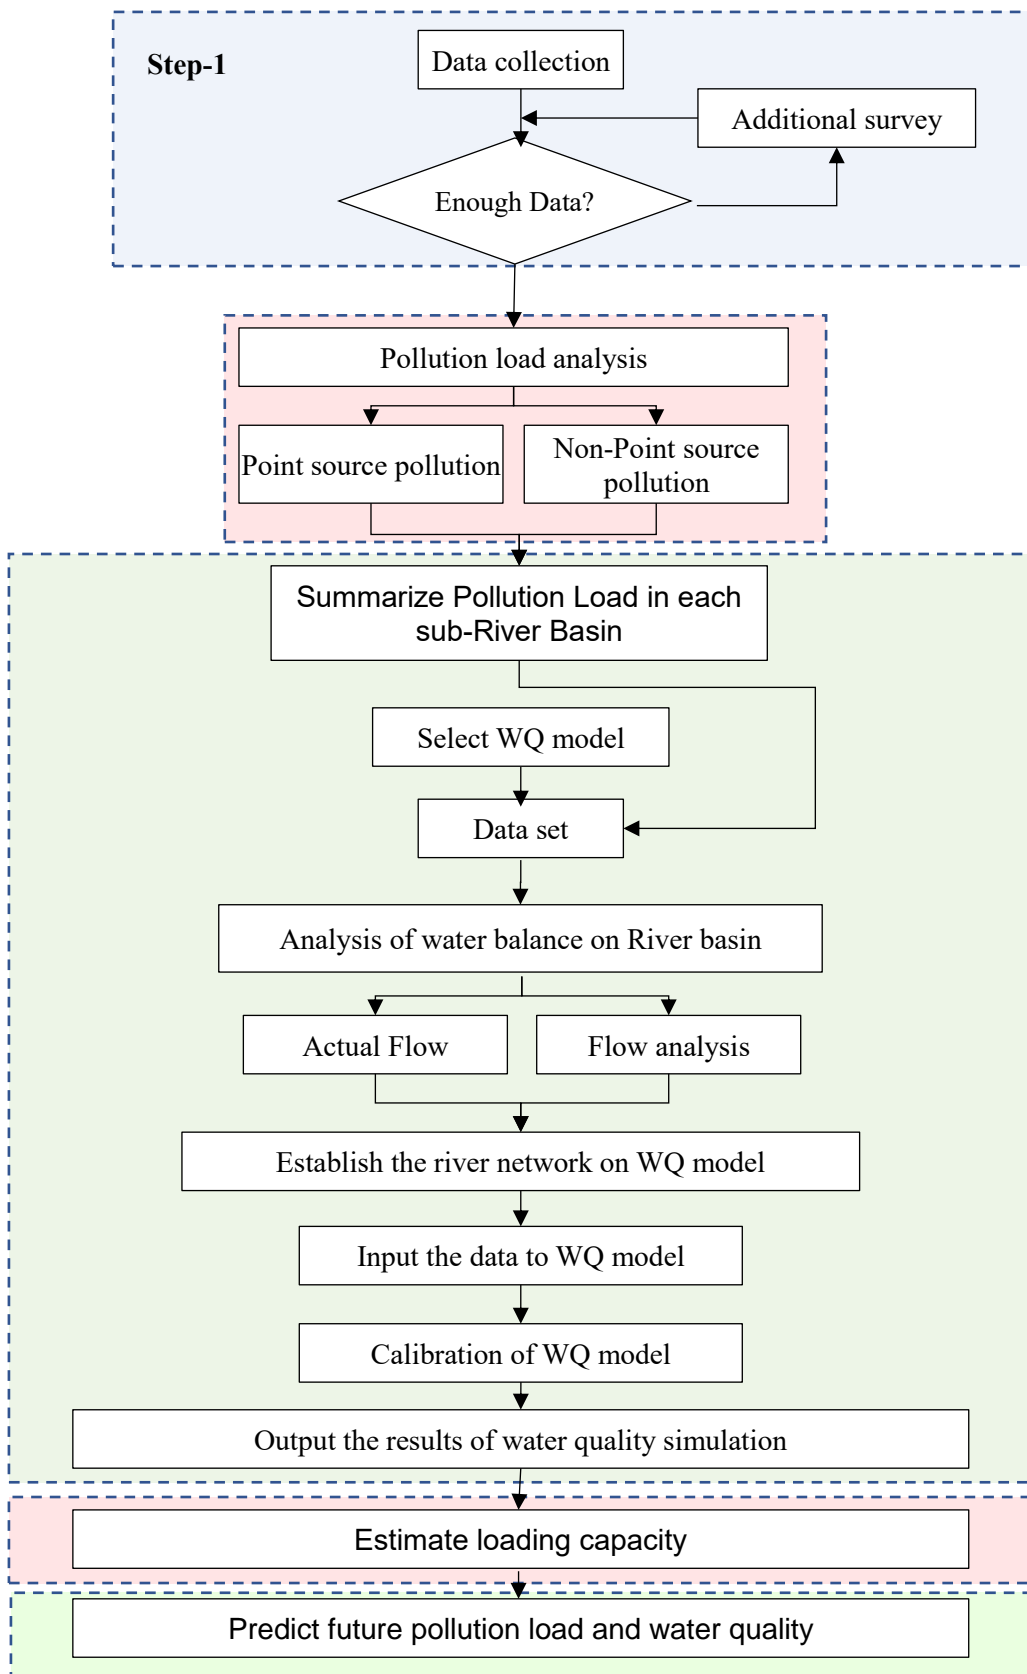 Step-1
Data collection
Additional survey
Enough Data?
Pollution load analysis
Point source pollution
Non-Point source
pollution
Summarize Pollution Load in each
sub-River Basin
Select WQ model
Data set
Analysis of water balance on River basin
Actual Flow
Flow analysis
Establish the river network on WQ model
Input the data to WQ model
Calibration of WQ model
Output the results of water quality simulation
Estimate loading capacity
Predict future pollution load and water quality